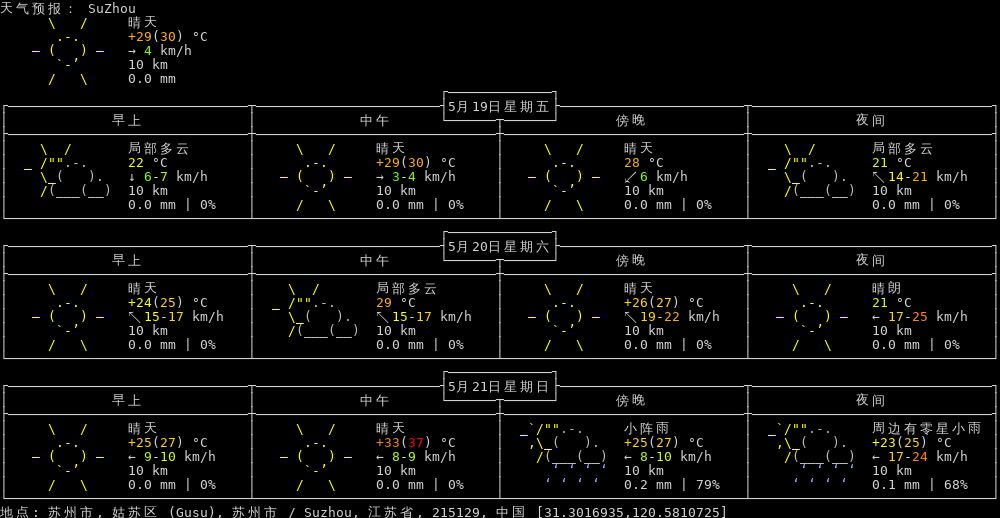 天气预报: SuZhou
晴天
+29(30) °C
→ 4 km/h
10 km
0.0 mm
5月19日星期五
早上 中午 傍晚 夜间
局部多云 晴天 晴天 局部多云
22 °C +29(30) °C 28 °C 21 °C
↓ 6-7 km/h → 3-4 km/h ↙ 6 km/h ↖ 14-21 km/h
10 km 10 km 10 km 10 km
0.0 mm | 0% 0.0 mm | 0% 0.0 mm | 0% 0.0 mm | 0%
5月20日星期六
早上 中午 傍晚 夜间
晴天 局部多云 晴天 晴朗
+24(25) °C 29 °C +26(27) °C 21 °C
↖ 15-17 km/h ↖ 15-17 km/h ↖ 19-22 km/h ← 17-25 km/h
10 km 10 km 10 km 10 km
0.0 mm | 0% 0.0 mm | 0% 0.0 mm | 0% 0.0 mm | 0%
5月21日星期日
早上 中午 傍晚 夜间
晴天 晴天 小阵雨 周边有零星小雨
+25(27) °C +33(37) °C +25(27) °C +23(25) °C
← 9-10 km/h ← 8-9 km/h ← 8-10 km/h ← 17-24 km/h
10 km 10 km 10 km 10 km
0.0 mm | 0% 0.0 mm | 0% 0.2 mm | 79% 0.1 mm | 68%
地点: 苏州市, 姑苏区 (Gusu), 苏州市 / Suzhou, 江苏省, 215129, 中国 [31.3016935,120.5810725]